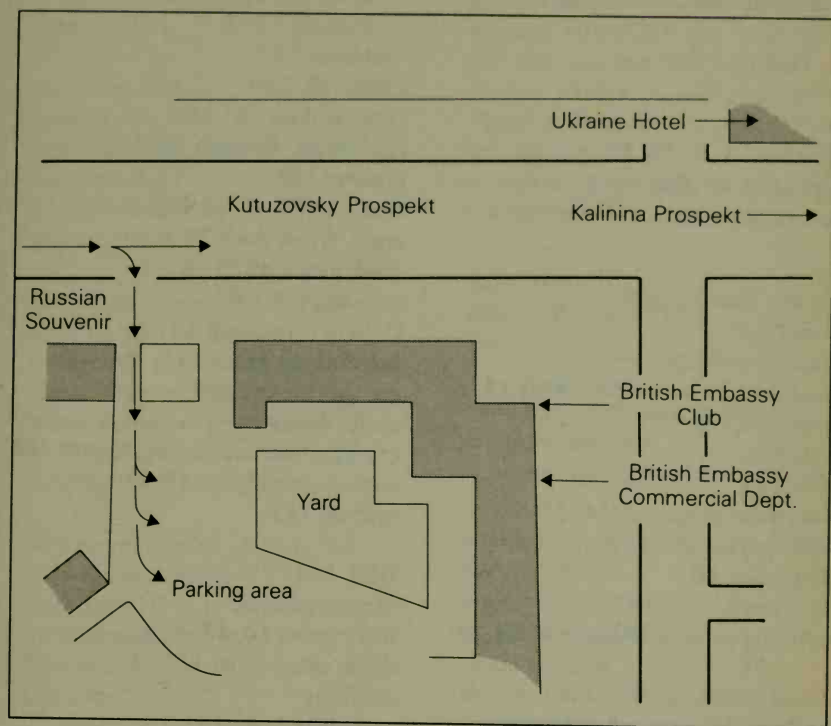 Ukraine Hotel
Kutuzovsky Prospekt
Kalinina Prospekt
Russian
Souvenir
British Embassy
Club
British Embassy
Commercial Dept.
Yard
Parking area